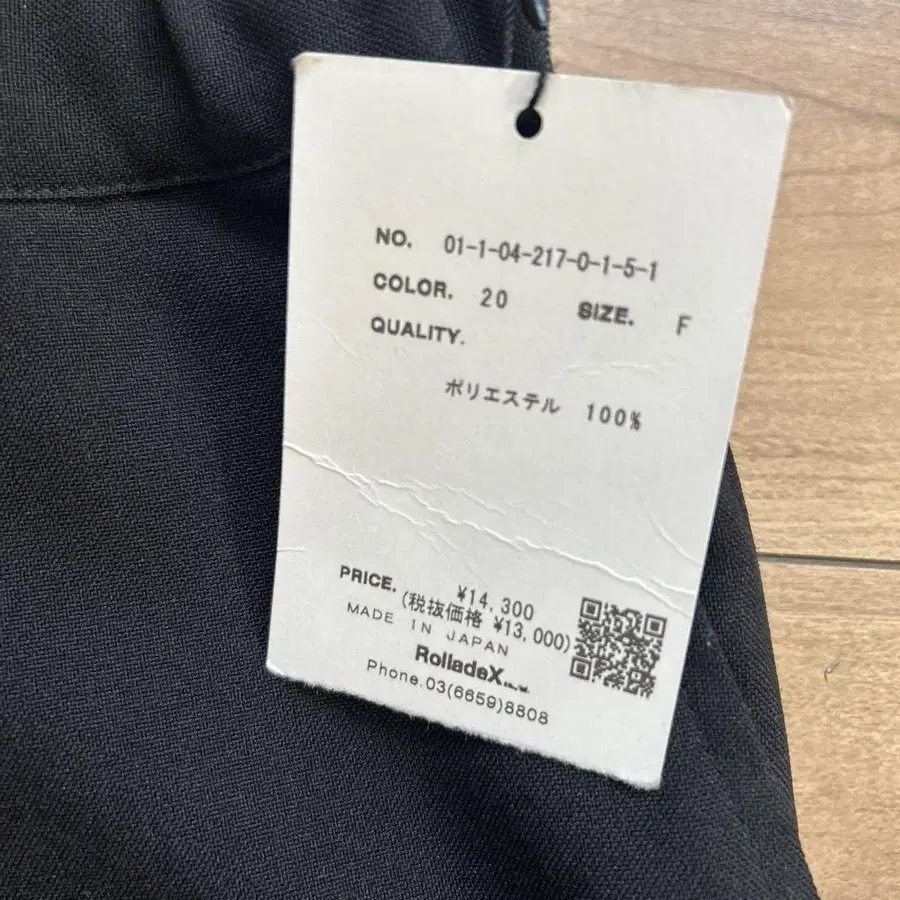 NO. 01-1-04-217-0-1-5-1
COLOR. 20 SIZE. F
QUALITY.
ポリエステル 100%
PRICE. ¥14,300
(税抜価格 ¥13,000)
MADE IN JAPAN
RolladeX
Phone.03(6659)8808